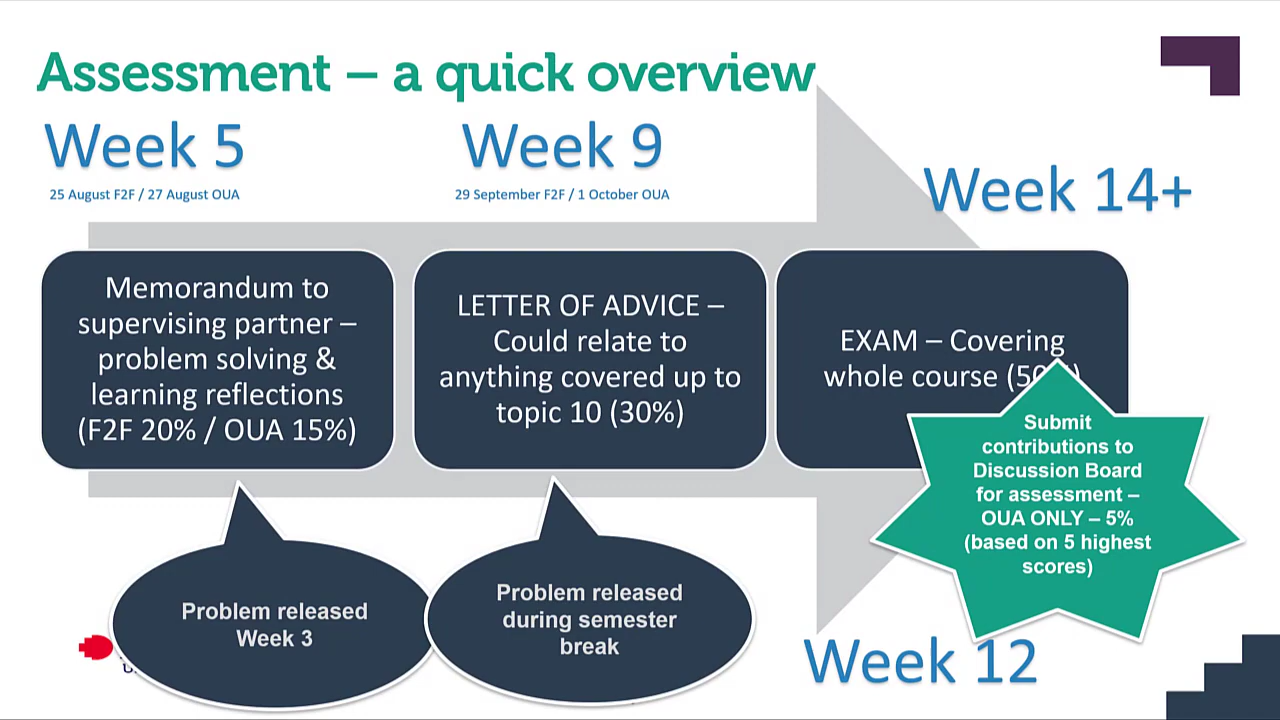 Assessment – a quick overview
Week 5
25 August F2F / 27 August OUA
Week 9
29 September F2F / 1 October OUA
Week 14+
Memorandum to
supervising partner –
problem solving &
learning reflections
(F2F 20% / OUA 15%)
LETTER OF ADVICE –
Could relate to
anything covered up to
topic 10 (30%)
EXAM – Covering
whole course
Submit
contributions to
Discussion Board
for assessment –
OUA ONLY – 5%
(based on 5 highest
scores)
Problem released
Week 3
Problem released
during semester
break
Week 12